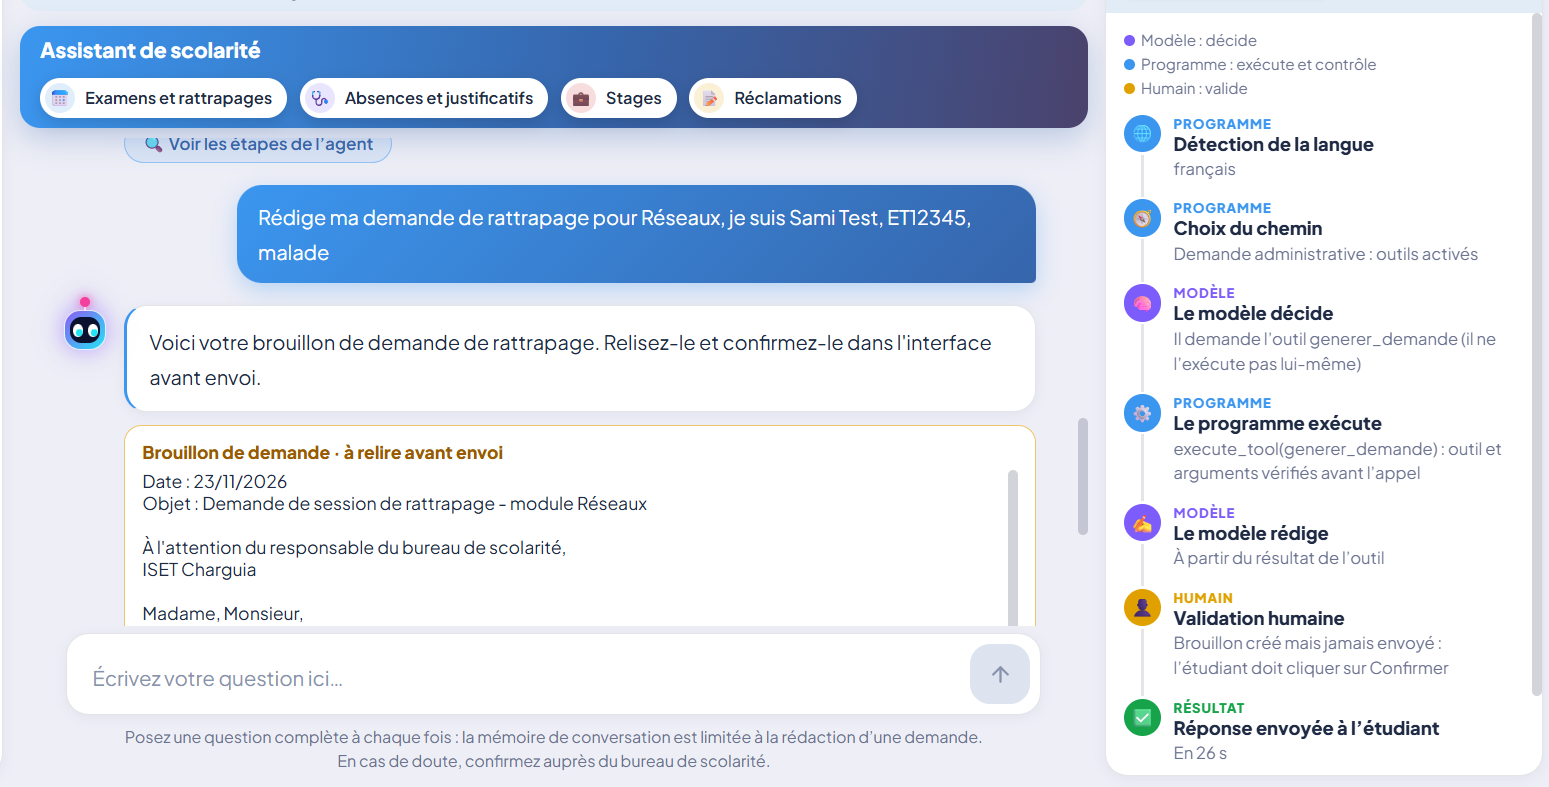 Assistant de scolarité
Examens et rattrapages
Absences et justificatifs
Stages
Réclamations
Voir les étapes de l'agent
Rédige ma demande de rattrapage pour Réseaux, je suis Sami Test, ET12345,
malade
Voici votre brouillon de demande de rattrapage. Relisez-le et confirmez-le dans l'interface
avant envoi.
Brouillon de demande · à relire avant envoi
Date : 23/11/2026
Objet : Demande de session de rattrapage - module Réseaux
À l'attention du responsable du bureau de scolarité,
ISET Charguia
Madame, Monsieur,
Écrivez votre question ici...
Posez une question complète à chaque fois : la mémoire de conversation est limitée à la rédaction d'une demande.
En cas de doute, confirmez auprès du bureau de scolarité.
Modèle : décide
Programme : exécute et contrôle
Humain : valide
PROGRAMME
Détection de la langue
français
PROGRAMME
Choix du chemin
Demande administrative : outils activés
MODÈLE
Le modèle décide
Il demande l'outil generer_demande (il ne
l'exécute pas lui-même)
PROGRAMME
Le programme exécute
execute_tool(generer_demande) : outil et
arguments vérifiés avant l'appel
MODÈLE
Le modèle rédige
À partir du résultat de l'outil
HUMAIN
Validation humaine
Brouillon créé mais jamais envoyé :
l'étudiant doit cliquer sur Confirmer
RÉSULTAT
Réponse envoyée à l'étudiant
En 26 s